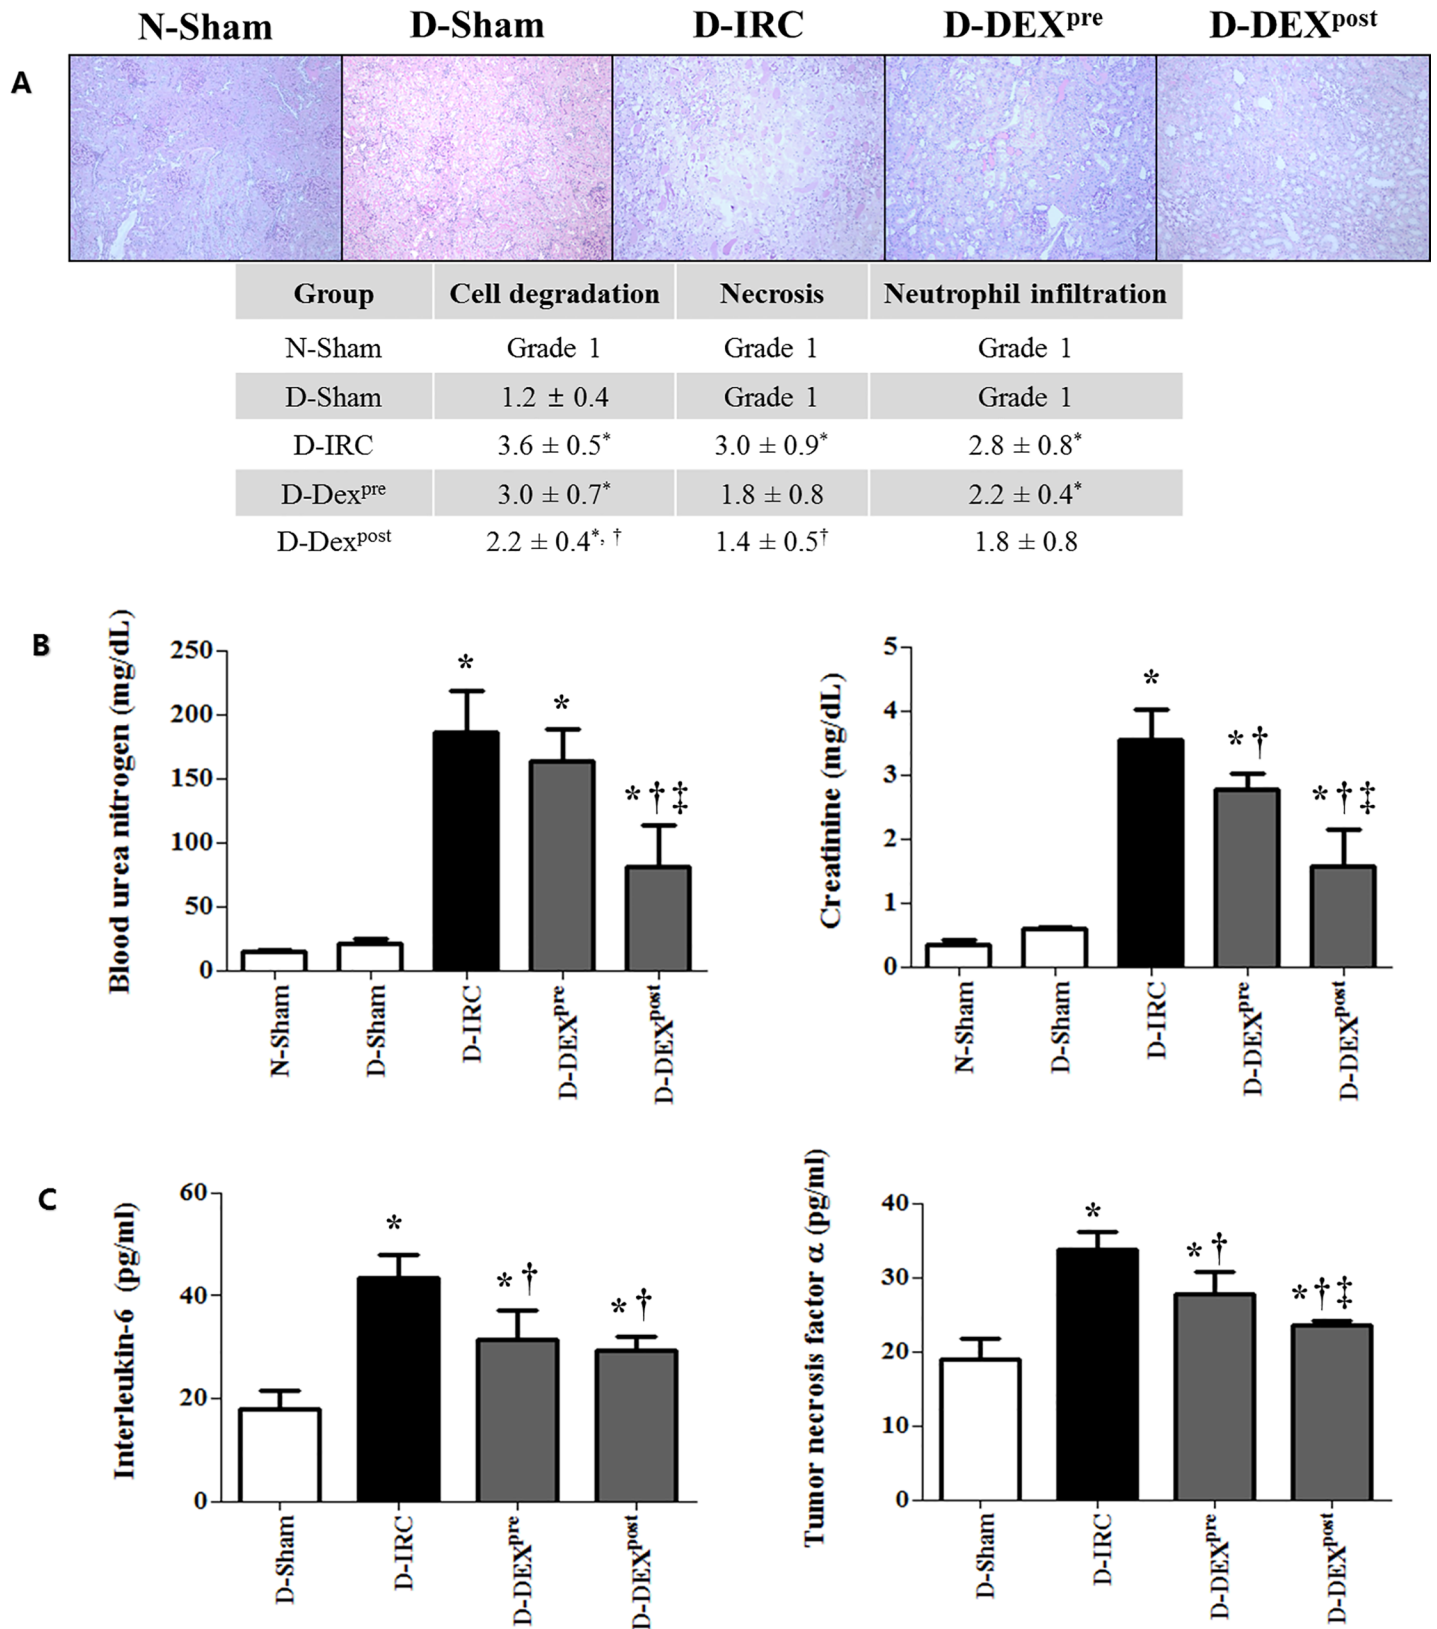 N-Sham D-Sham D-IRC D-DEXpre D-DEXpost
A
Group Cell degradation Necrosis Neutrophil infiltration
N-Sham Grade 1 Grade 1 Grade 1
D-Sham 1.2 ± 0.4 Grade 1 Grade 1
D-IRC 3.6 ± 0.5* 3.0 ± 0.9* 2.8 ± 0.8*
D-Dexpre 3.0 ± 0.7* 1.8 ± 0.8 2.2 ± 0.4*
D-Dexpost 2.2 ± 0.4*, † 1.4 ± 0.5† 1.8 ± 0.8
B
Blood urea nitrogen (mg/dL)
250
200
150
100
50
0
*
*
*†‡
N-Sham
D-Sham
D-IRC
D-DEXpre
D-DEXpost
Creatinine (mg/dL)
5
4
3
2
1
0
*
*†
*†‡
N-Sham
D-Sham
D-IRC
D-DEXpre
D-DEXpost
C
Interleukin-6 (pg/ml)
60
40
20
0
*
*†
*†
D-Sham
D-IRC
D-DEXpre
D-DEXpost
Tumor necrosis factor α (pg/ml)
40
30
20
10
0
*
*†
*†‡
D-Sham
D-IRC
D-DEXpre
D-DEXpost